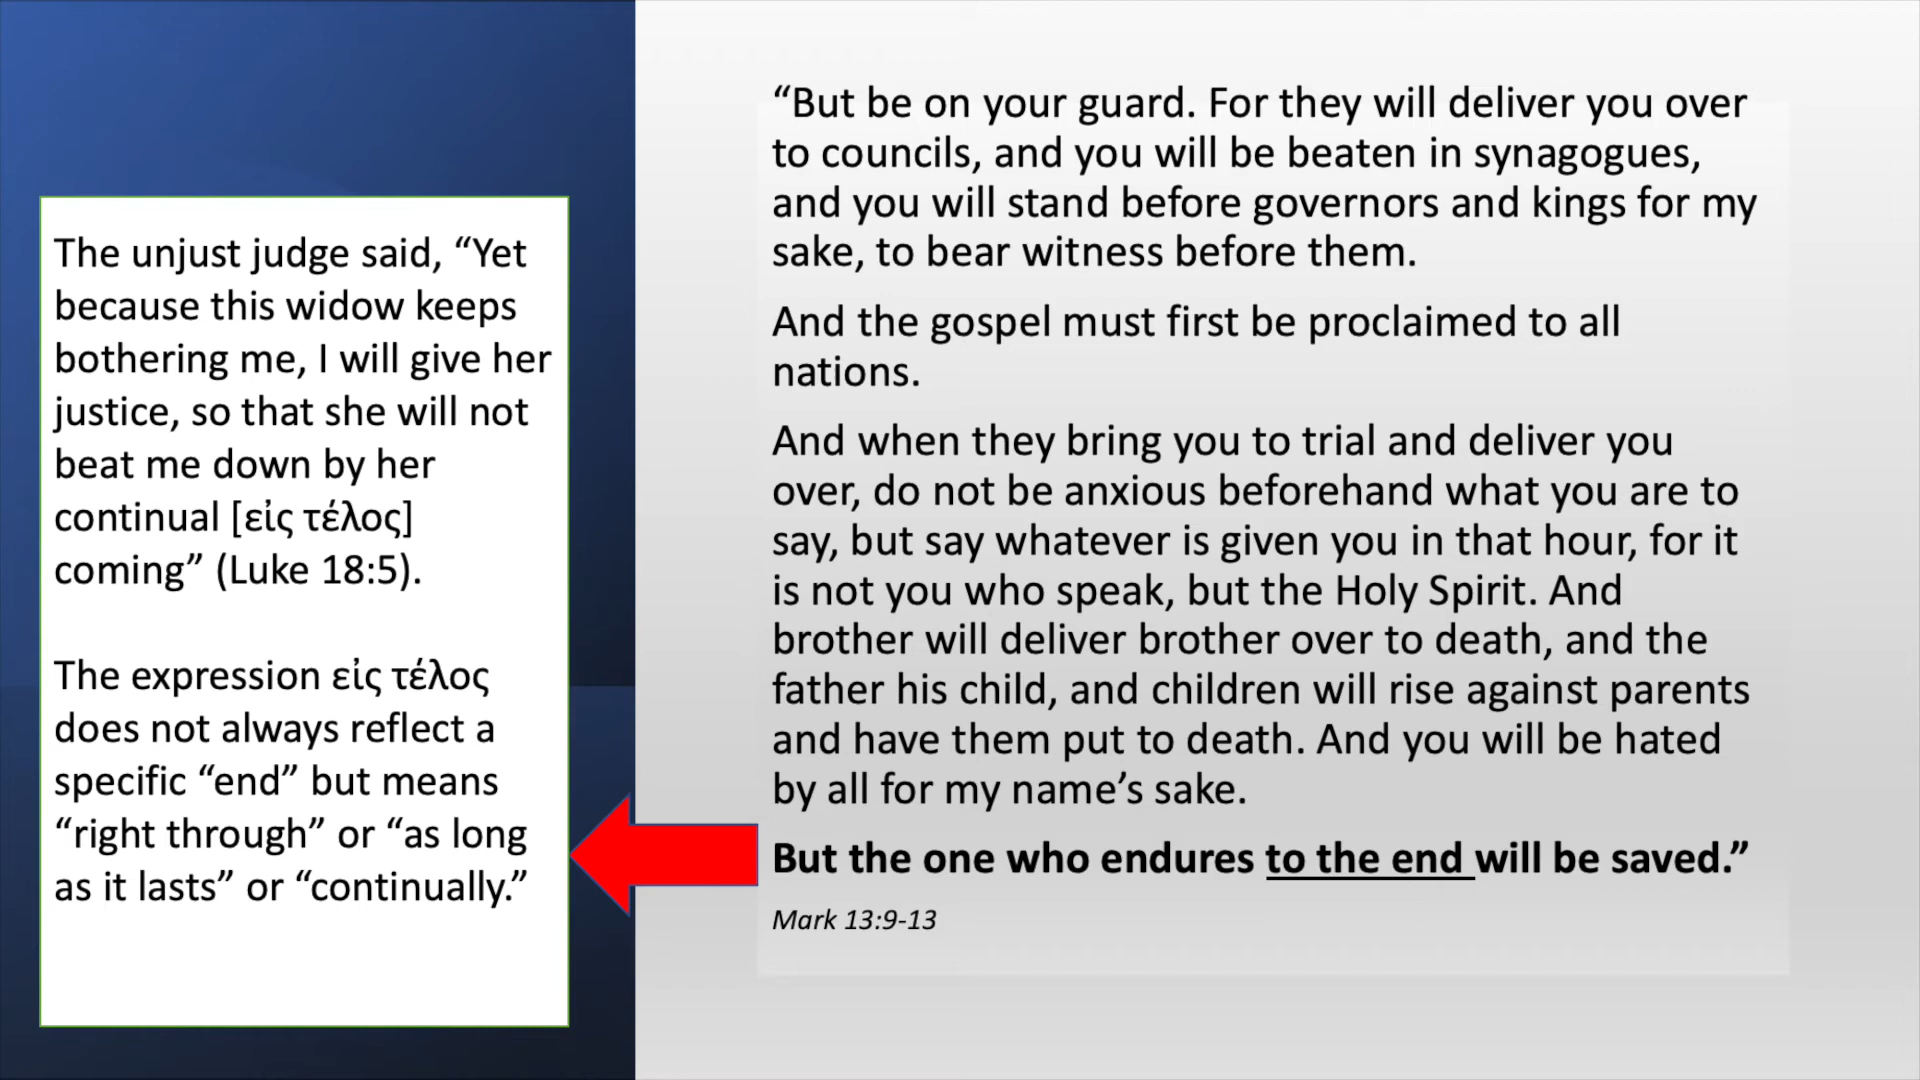 The unjust judge said, “Yet
because this widow keeps
bothering me, I will give her
justice, so that she will not
beat me down by her
continual [εἰς τέλος]
coming” (Luke 18:5).
The expression εἰς τέλος
does not always reflect a
specific “end” but means
“right through” or “as long
as it lasts” or “continually.”
“But be on your guard. For they will deliver you over
to councils, and you will be beaten in synagogues,
and you will stand before governors and kings for my
sake, to bear witness before them.
And the gospel must first be proclaimed to all
nations.
And when they bring you to trial and deliver you
over, do not be anxious beforehand what you are to
say, but say whatever is given you in that hour, for it
is not you who speak, but the Holy Spirit. And
brother will deliver brother over to death, and the
father his child, and children will rise against parents
and have them put to death. And you will be hated
by all for my name’s sake.
But the one who endures to the end will be saved.”
Mark 13:9-13